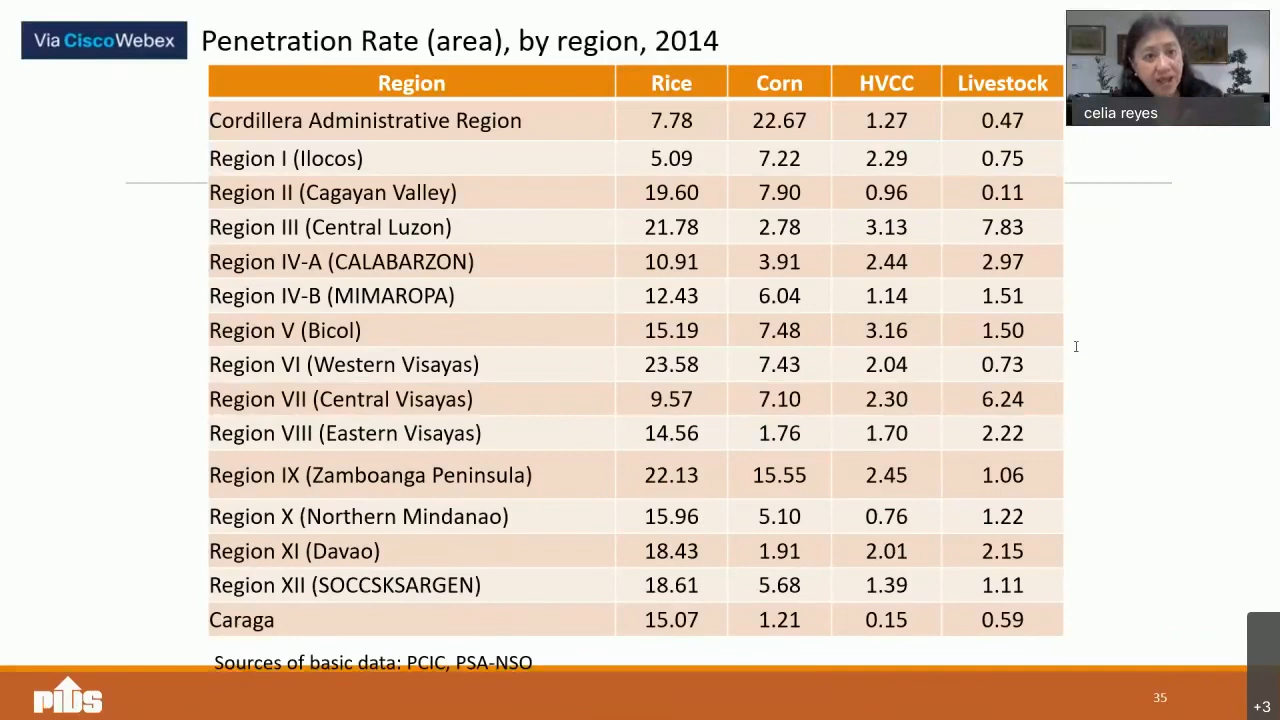 Via CiscoWebex
Penetration Rate (area), by region, 2014
Region Rice Corn HVCC Livestock
Cordillera Administrative Region 7.78 22.67 1.27 0.47
Region I (Ilocos) 5.09 7.22 2.29 0.75
Region II (Cagayan Valley) 19.60 7.90 0.96 0.11
Region III (Central Luzon) 21.78 2.78 3.13 7.83
Region IV-A (CALABARZON) 10.91 3.91 2.44 2.97
Region IV-B (MIMAROPA) 12.43 6.04 1.14 1.51
Region V (Bicol) 15.19 7.48 3.16 1.50
Region VI (Western Visayas) 23.58 7.43 2.04 0.73
Region VII (Central Visayas) 9.57 7.10 2.30 6.24
Region VIII (Eastern Visayas) 14.56 1.76 1.70 2.22
Region IX (Zamboanga Peninsula) 22.13 15.55 2.45 1.06
Region X (Northern Mindanao) 15.96 5.10 0.76 1.22
Region XI (Davao) 18.43 1.91 2.01 2.15
Region XII (SOCCSKSARGEN) 18.61 5.68 1.39 1.11
Caraga 15.07 1.21 0.15 0.59
Sources of basic data: PCIC, PSA-NSO
celia reyes
PIDS
35
+3